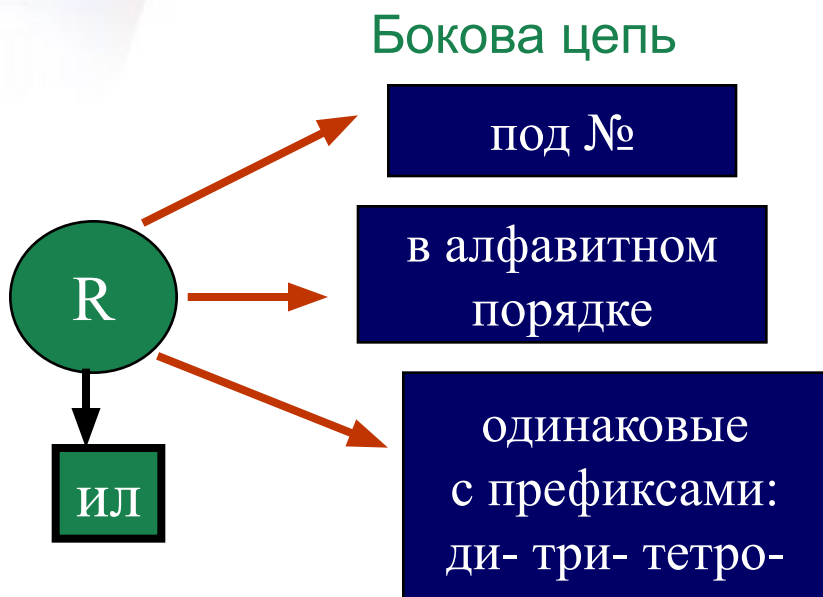 Бокова цепь
под №
в алфавитном
порядке
R
одинаковые
с префиксами:
ди- три- тетро-
ил